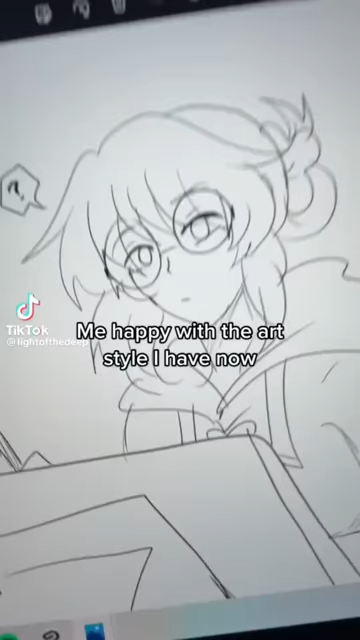 ?
TikTok
@lightofthedeep
Me happy with the art
style I have now